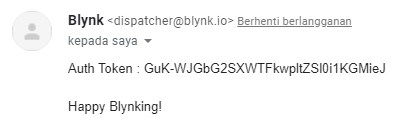 Blynk <dispatcher@blynk.io> Berhenti berlangganan
kepada saya
Auth Token : GuK-WJGbG2SXWTFkwpltZSl0i1KGMieJ
Happy Blynking!